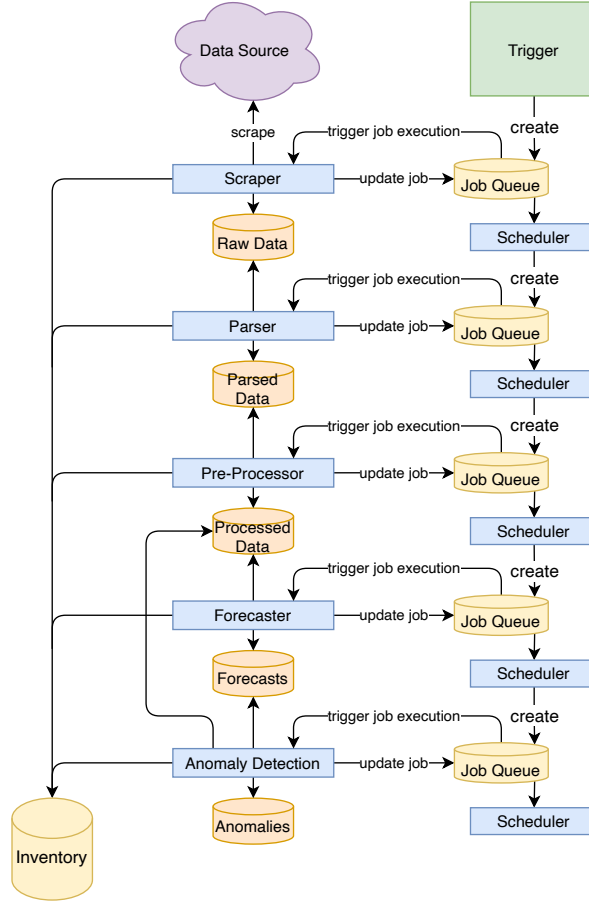 Data Source
Trigger
scrape
trigger job execution
create
Scraper
update job
Job Queue
Raw Data
Scheduler
trigger job execution
create
Parser
update job
Job Queue
Parsed
Data
Scheduler
trigger job execution
create
Pre-Processor
update job
Job Queue
Processed
Data
Scheduler
trigger job execution
create
Forecaster
update job
Job Queue
Forecasts
Scheduler
trigger job execution
create
Anomaly Detection
update job
Job Queue
Anomalies
Scheduler
Inventory